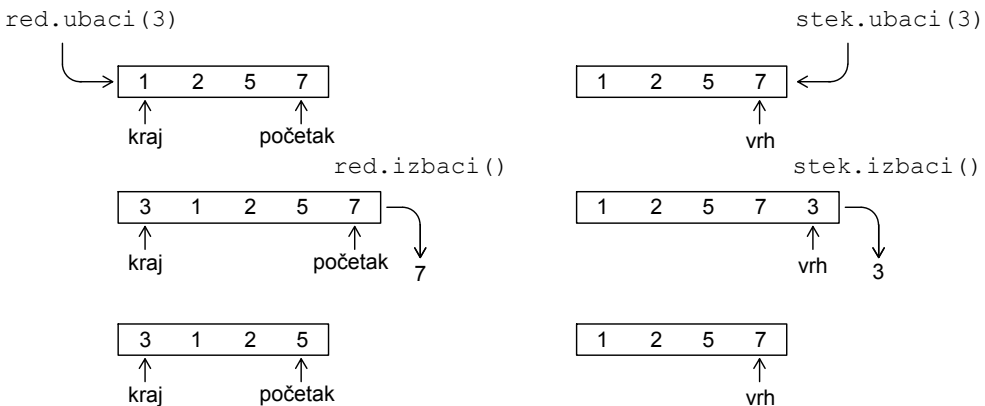 red.ubaci(3) stek.ubaci(3)
1 2 5 7 1 2 5 7
kraj početak vrh
red.izbaci() stek.izbaci()
3 1 2 5 7 1 2 5 7 3
kraj početak 7 vrh 3
3 1 2 5 1 2 5 7
kraj početak vrh